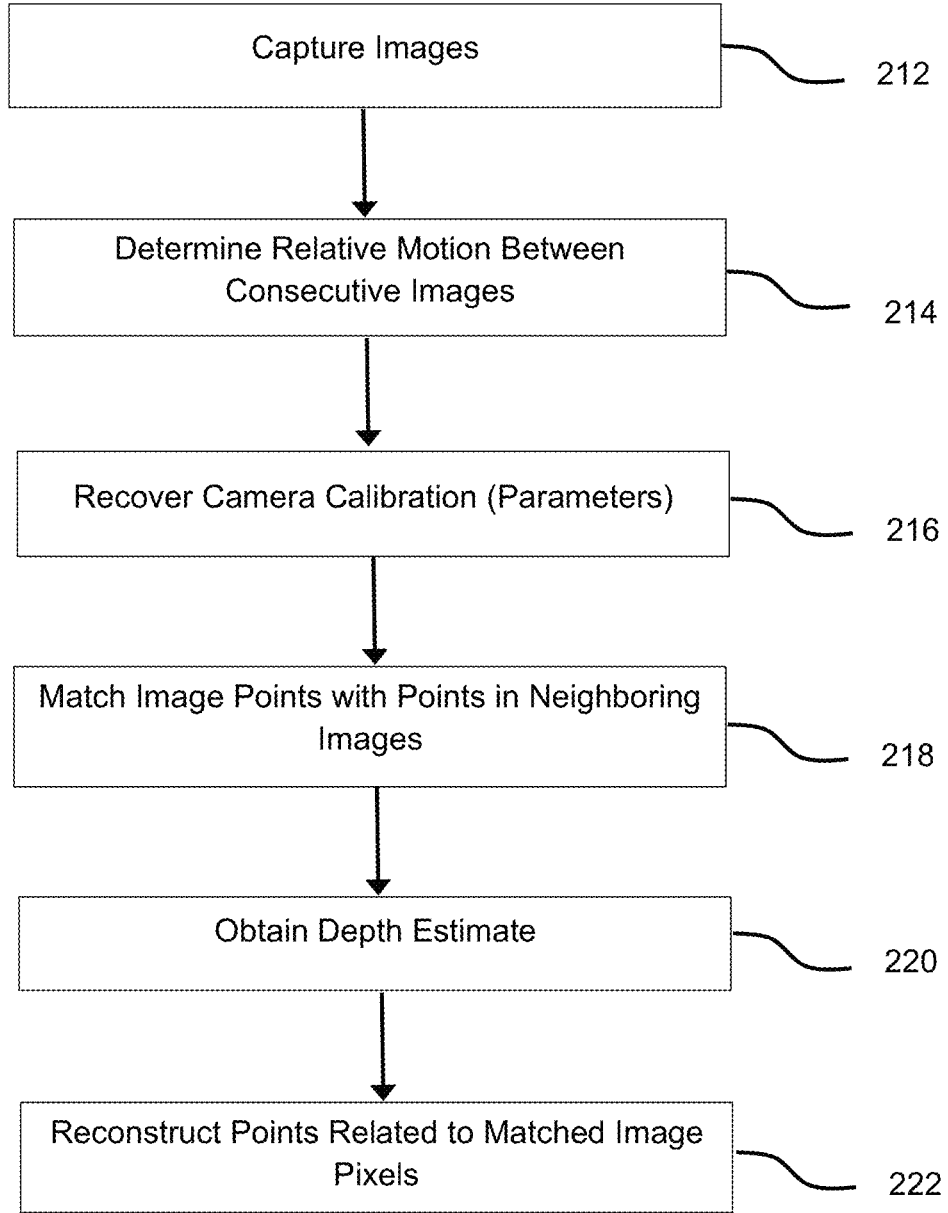 Capture Images
212
Determine Relative Motion Between
Consecutive Images
214
Recover Camera Calibration (Parameters)
216
Match Image Points with Points in Neighboring
Images
218
Obtain Depth Estimate
220
Reconstruct Points Related to Matched Image
Pixels
222